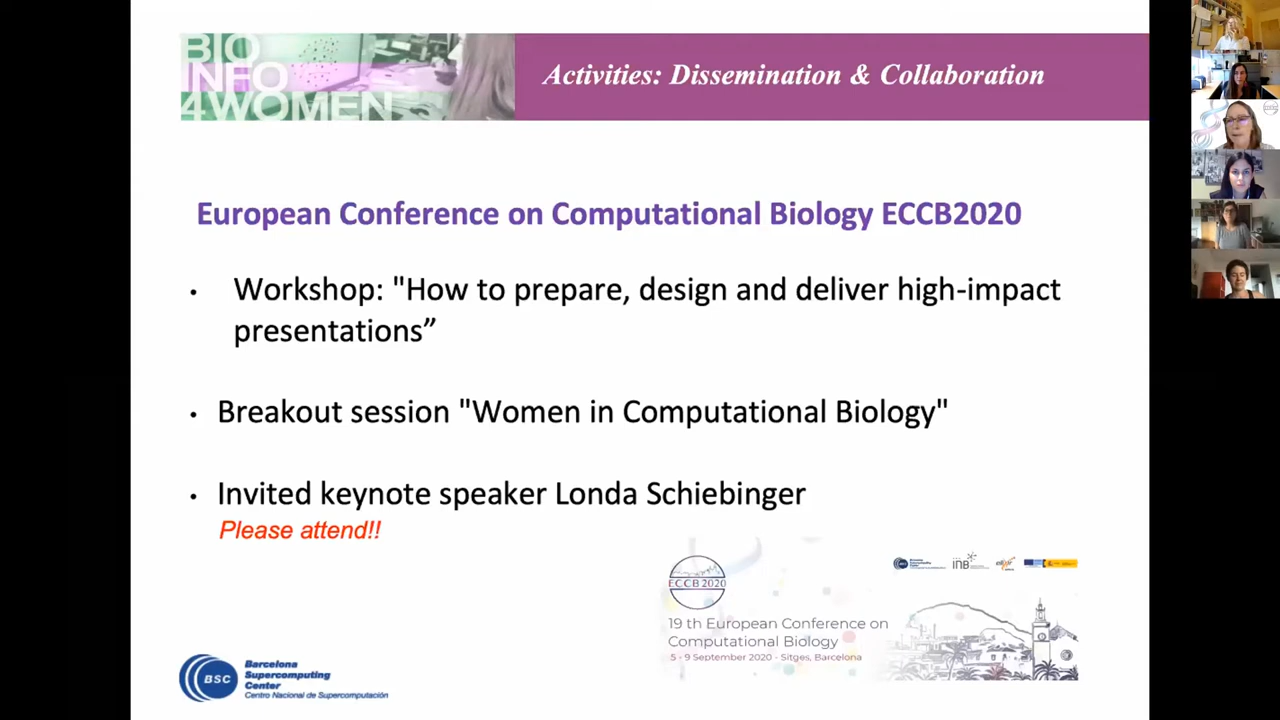 BIO
INFO
4WOMEN
Activities: Dissemination & Collaboration
European Conference on Computational Biology ECCB2020
• Workshop: "How to prepare, design and deliver high-impact
presentations”
• Breakout session "Women in Computational Biology"
• Invited keynote speaker Londa Schiebinger
Please attend!!
ECCB2020
INB
19 th European Conference on
Computational Biology
5 - 9 September 2020 - Sitges, Barcelona
BSC
Barcelona
Supercomputing
Center
Centro Nacional de Supercomputación